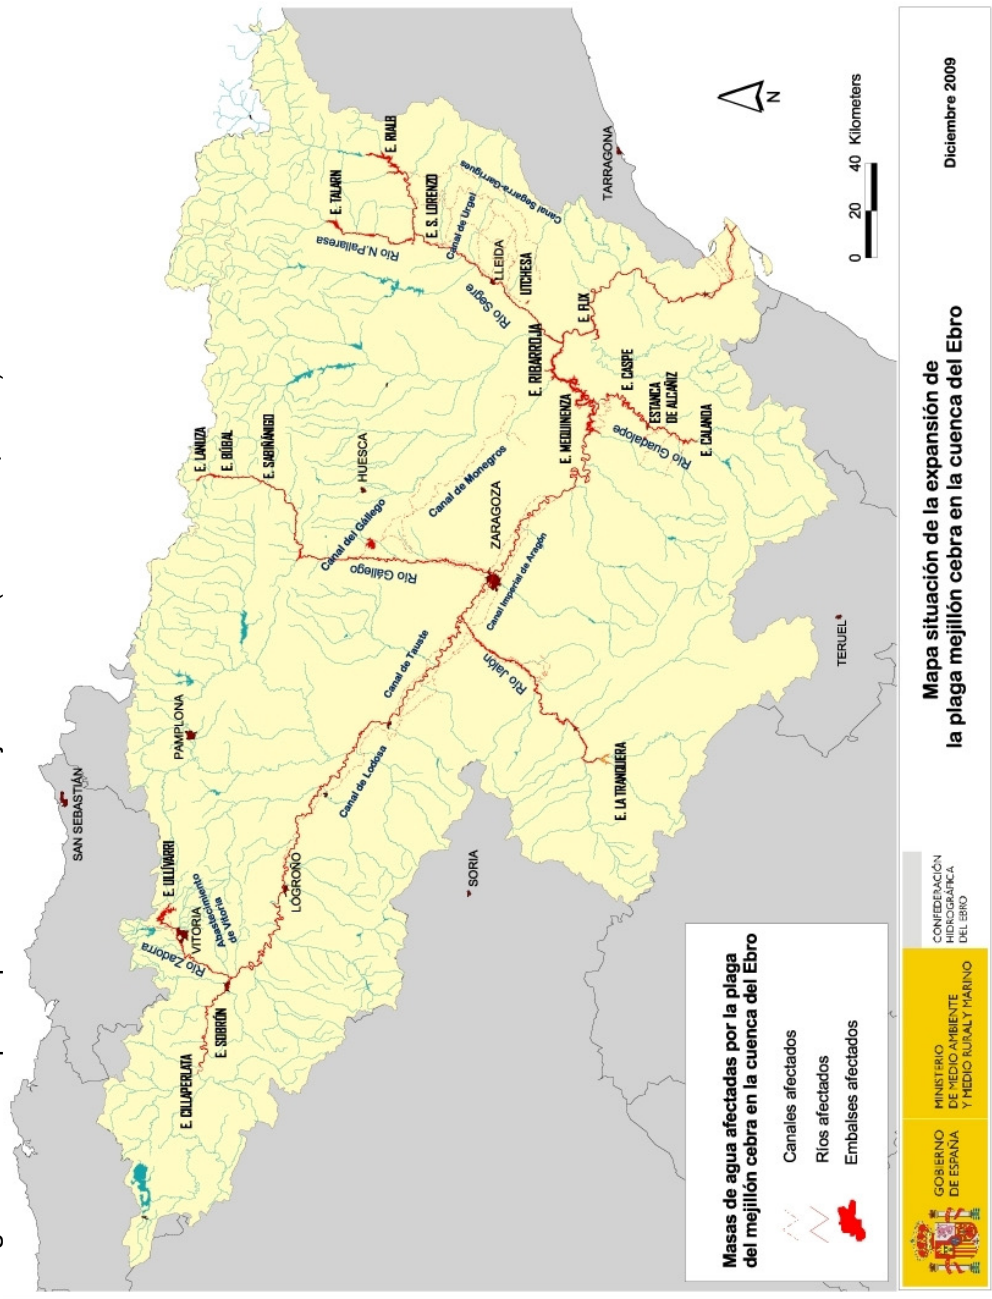 SAN SEBASTIÁN
PAMPLONA
E. ULLÍVARRI
VITORIA
Río Zadorra
Abastecimiento
de Vitoria
E. CILLAPERLATA
E. SOBRÓN
LOGROÑO
Canal de Lodosa
Canal de Tauste
SORIA
E. LANUZA
E. BÚBAL
E. SABIÑÁNIGO
HUESCA
Canal del Gállego
Río Gállego
Canal de Monegros
ZARAGOZA
Canal Imperial de Aragón
Río Jalón
E. LA TRANQUERA
TERUEL
E. TALARN
E. RIALB
Río N.Pallaresa
E. S. LORENZO
Canal de Urgel
Canal Segarra-Garrigues
LLEIDA
UTCHESA
Río Segre
E. RIBARROJA
E. FLIX
E. MEQUINENZA
E. CASPE
ESTANCA
DE ALCAÑIZ
E. CALANDA
Río Guadalope
TARRAGONA
N
0 20 40 Kilometers
Masas de agua afectadas por la plaga
del mejillón cebra en la cuenca del Ebro
Canales afectados
Ríos afectados
Embalses afectados
GOBIERNO
DE ESPAÑA
MINISTERIO
DE MEDIO AMBIENTE
Y MEDIO RURAL Y MARINO
CONFEDERACIÓN
HIDROGRÁFICA
DEL EBRO
Mapa situación de la expansión de
la plaga mejillón cebra en la cuenca del Ebro
Diciembre 2009